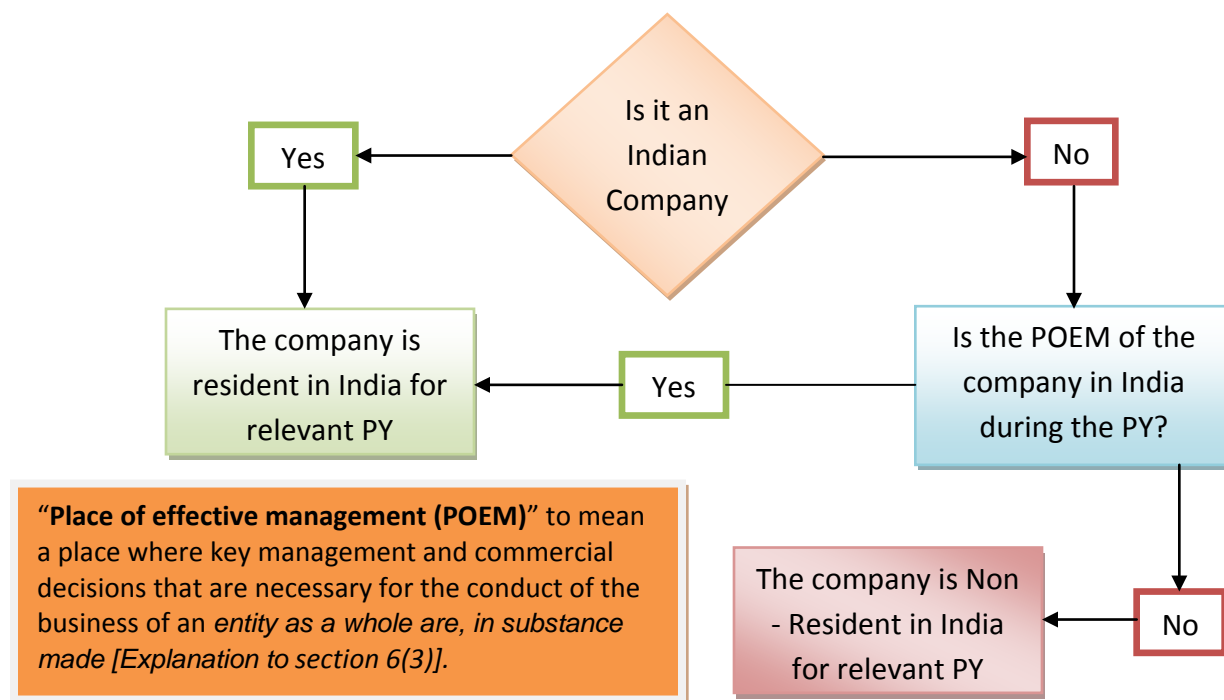 Is it an
Indian
Company
Yes
No
The company is
resident in India for
relevant PY
Yes
Is the POEM of the
company in India
during the PY?
“Place of effective management (POEM)” to mean
a place where key management and commercial
decisions that are necessary for the conduct of the
business of an entity as a whole are, in substance
made [Explanation to section 6(3)].
The company is Non
- Resident in India
for relevant PY
No